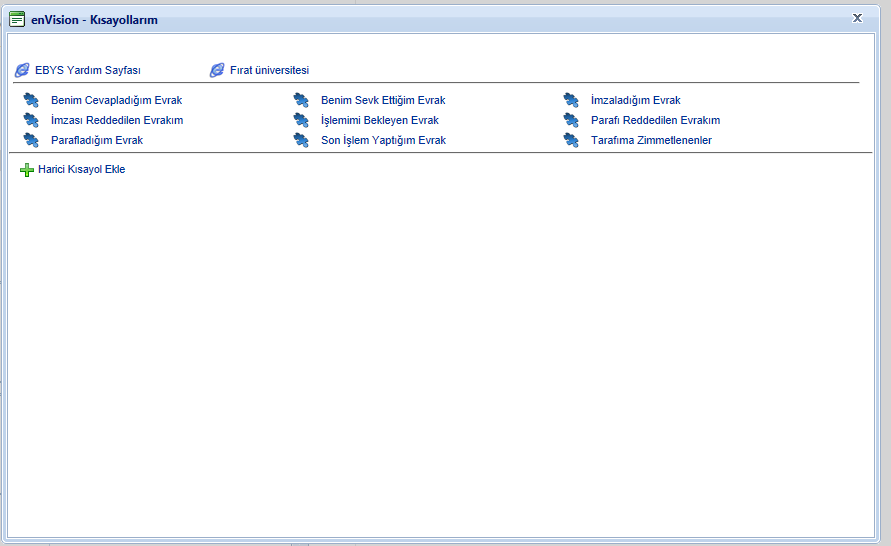 enVision - Kısayollarım
EBYS Yardım Sayfası Fırat üniversitesi
Benim Cevapladığım Evrak Benim Sevk Ettiğim Evrak İmzaladığım Evrak
İmzası Reddedilen Evrakım İşlemimi Bekleyen Evrak Parafı Reddedilen Evrakım
Parafladığım Evrak Son İşlem Yaptığım Evrak Tarafıma Zimmetlenenler
Harici Kısayol Ekle